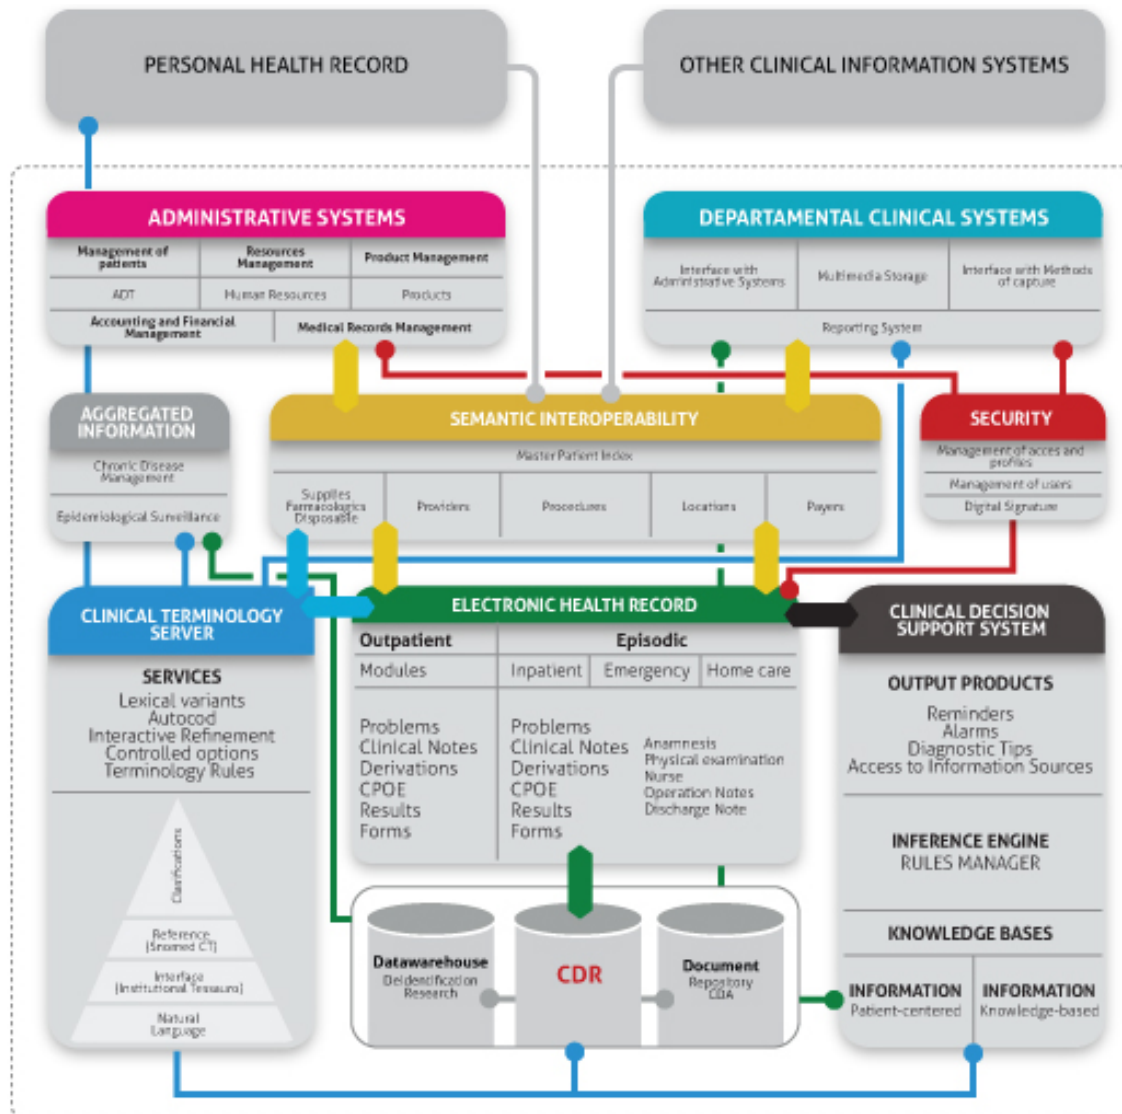 PERSONAL HEALTH RECORD
OTHER CLINICAL INFORMATION SYSTEMS
ADMINISTRATIVE SYSTEMS
Management of
patients
Resources
Management
Product Management
ADT
Human Resources
Products
Accounting and Financial
Management
Medical Records Management
DEPARTAMENTAL CLINICAL SYSTEMS
Interface with
Administrative Systems
Multimedia Storage
Interface with Methods
of capture
Reporting System
AGGREGATED
INFORMATION
Chronic Disease
Management
Epidemiological Surveillance
SEMANTIC INTEROPERABILITY
Master Patient Index
Supplies
Farmacologics
Disposable
Providers
Procedures
Locations
Payers
SECURITY
Management of acces and
profiles
Management of users
Digital Signature
CLINICAL TERMINOLOGY
SERVER
SERVICES
Lexical variants
Autocod
Interactive Refinement
Controlled options
Terminology Rules
Clasifications
Reference
(Snomed CT)
Interface
(Institutional Tesauro)
Natural
Language
ELECTRONIC HEALTH RECORD
Outpatient
Episodic
Modules
Inpatient
Emergency
Home care
Problems
Clinical Notes
Derivations
CPOE
Results
Forms
Problems
Clinical Notes
Derivations
CPOE
Results
Forms
Anamnesis
Physical examination
Nurse
Operation Notes
Discharge Note
Datawarehouse
Deidentification
Research
CDR
Document
Repository
CDA
CLINICAL DECISION
SUPPORT SYSTEM
OUTPUT PRODUCTS
Reminders
Alarms
Diagnostic Tips
Access to Information Sources
INFERENCE ENGINE
RULES MANAGER
KNOWLEDGE BASES
INFORMATION
Patient-centered
INFORMATION
Knowledge-based